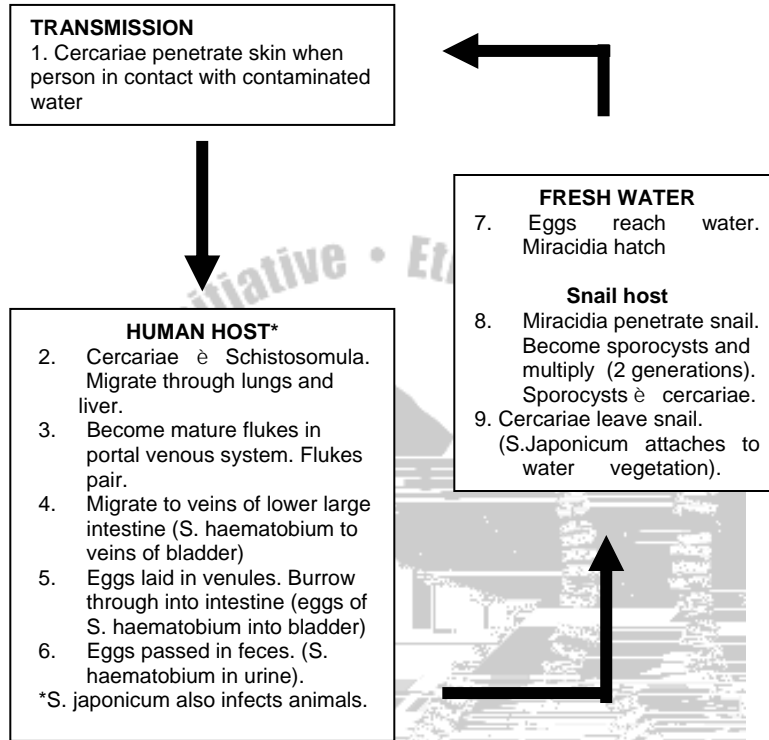 TRANSMISSION
1. Cercariae penetrate skin when
person in contact with contaminated
water
FRESH WATER
7. Eggs reach water.
Miracidia hatch
Snail host
8. Miracidia penetrate snail.
Become sporocysts and
multiply (2 generations).
Sporocysts è cercariae.
9. Cercariae leave snail.
(S.Japonicum attaches to
water vegetation).
HUMAN HOST*
2. Cercariae è Schistosomula.
Migrate through lungs and
liver.
3. Become mature flukes in
portal venous system. Flukes
pair.
4. Migrate to veins of lower large
intestine (S. haematobium to
veins of bladder)
5. Eggs laid in venules. Burrow
through into intestine (eggs of
S. haematobium into bladder)
6. Eggs passed in feces. (S.
haematobium in urine).
*S. japonicum also infects animals.